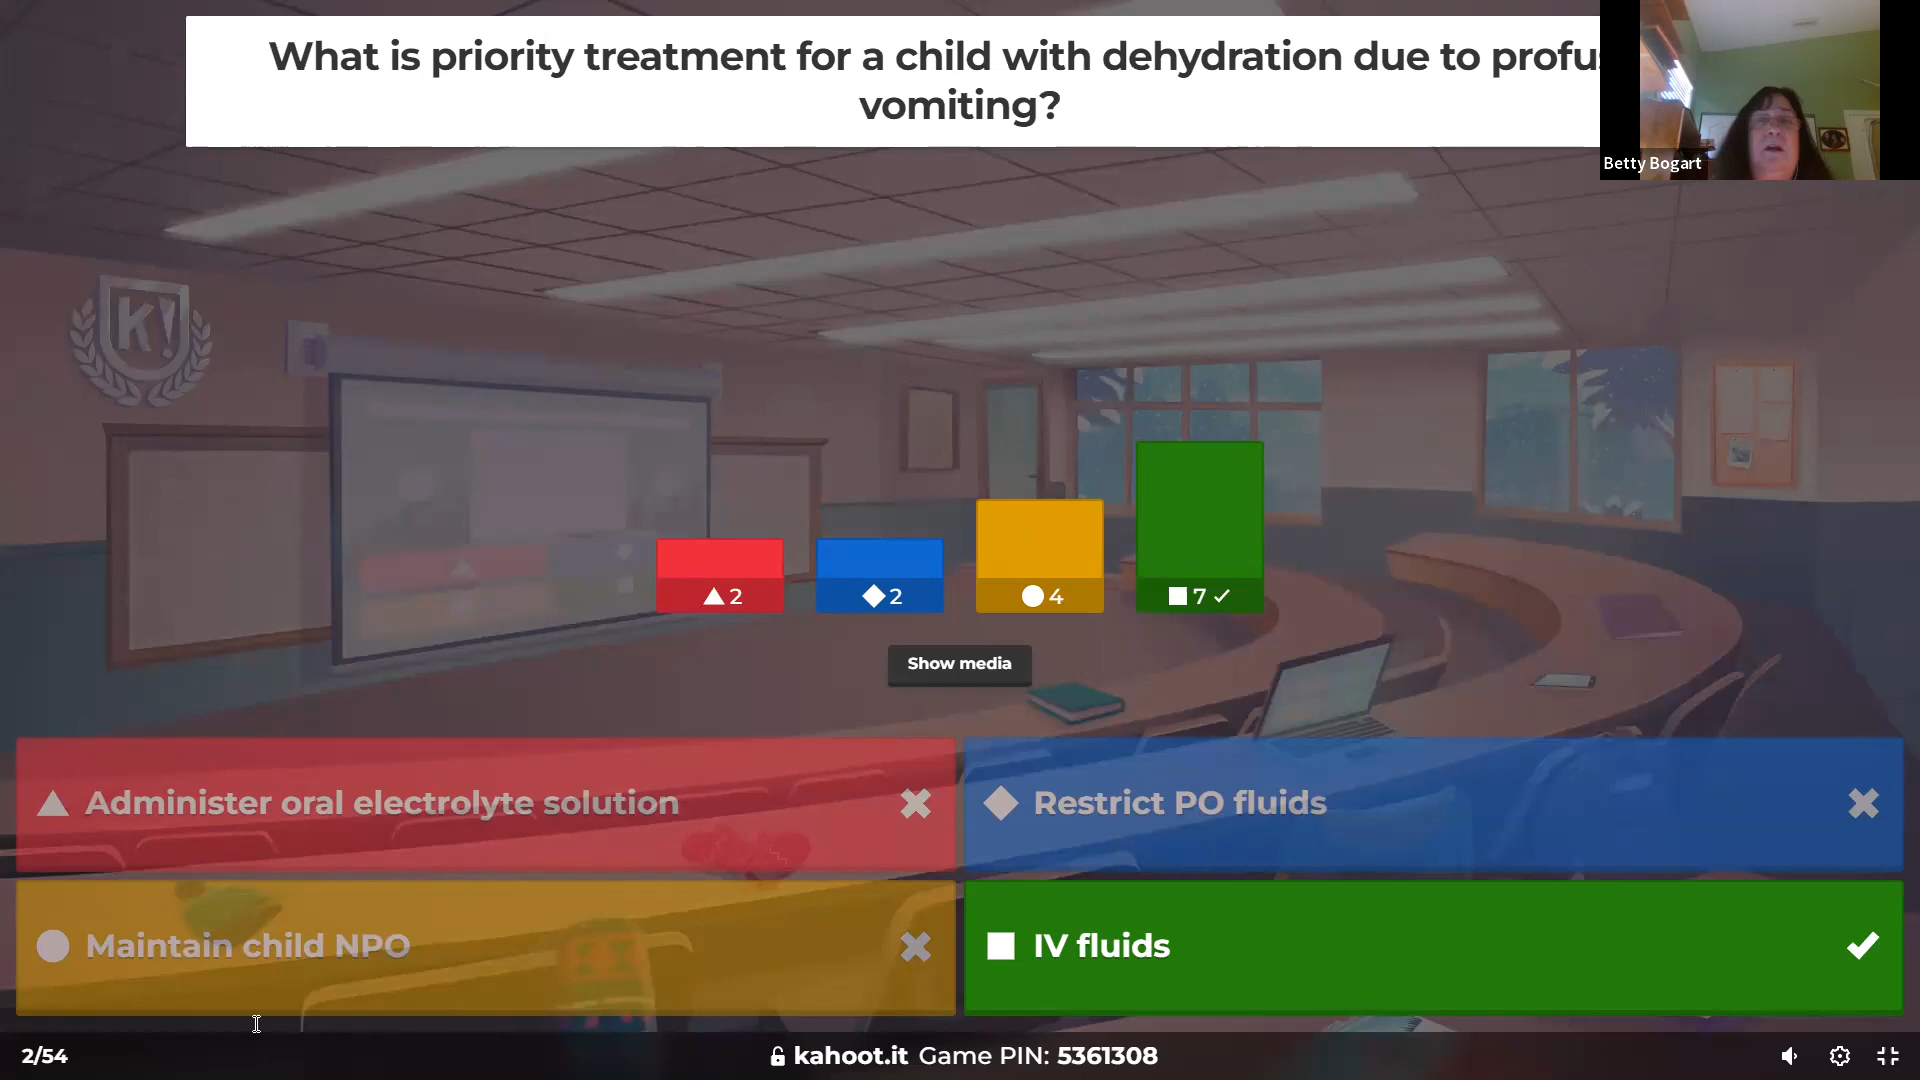 What is priority treatment for a child with dehydration due to
vomiting?
Betty Bogart
K!
2
2
4
7
Show media
Administer oral electrolyte solution
Restrict PO fluids
Maintain child NPO
IV fluids
2/54
kahoot.it Game PIN: 5361308